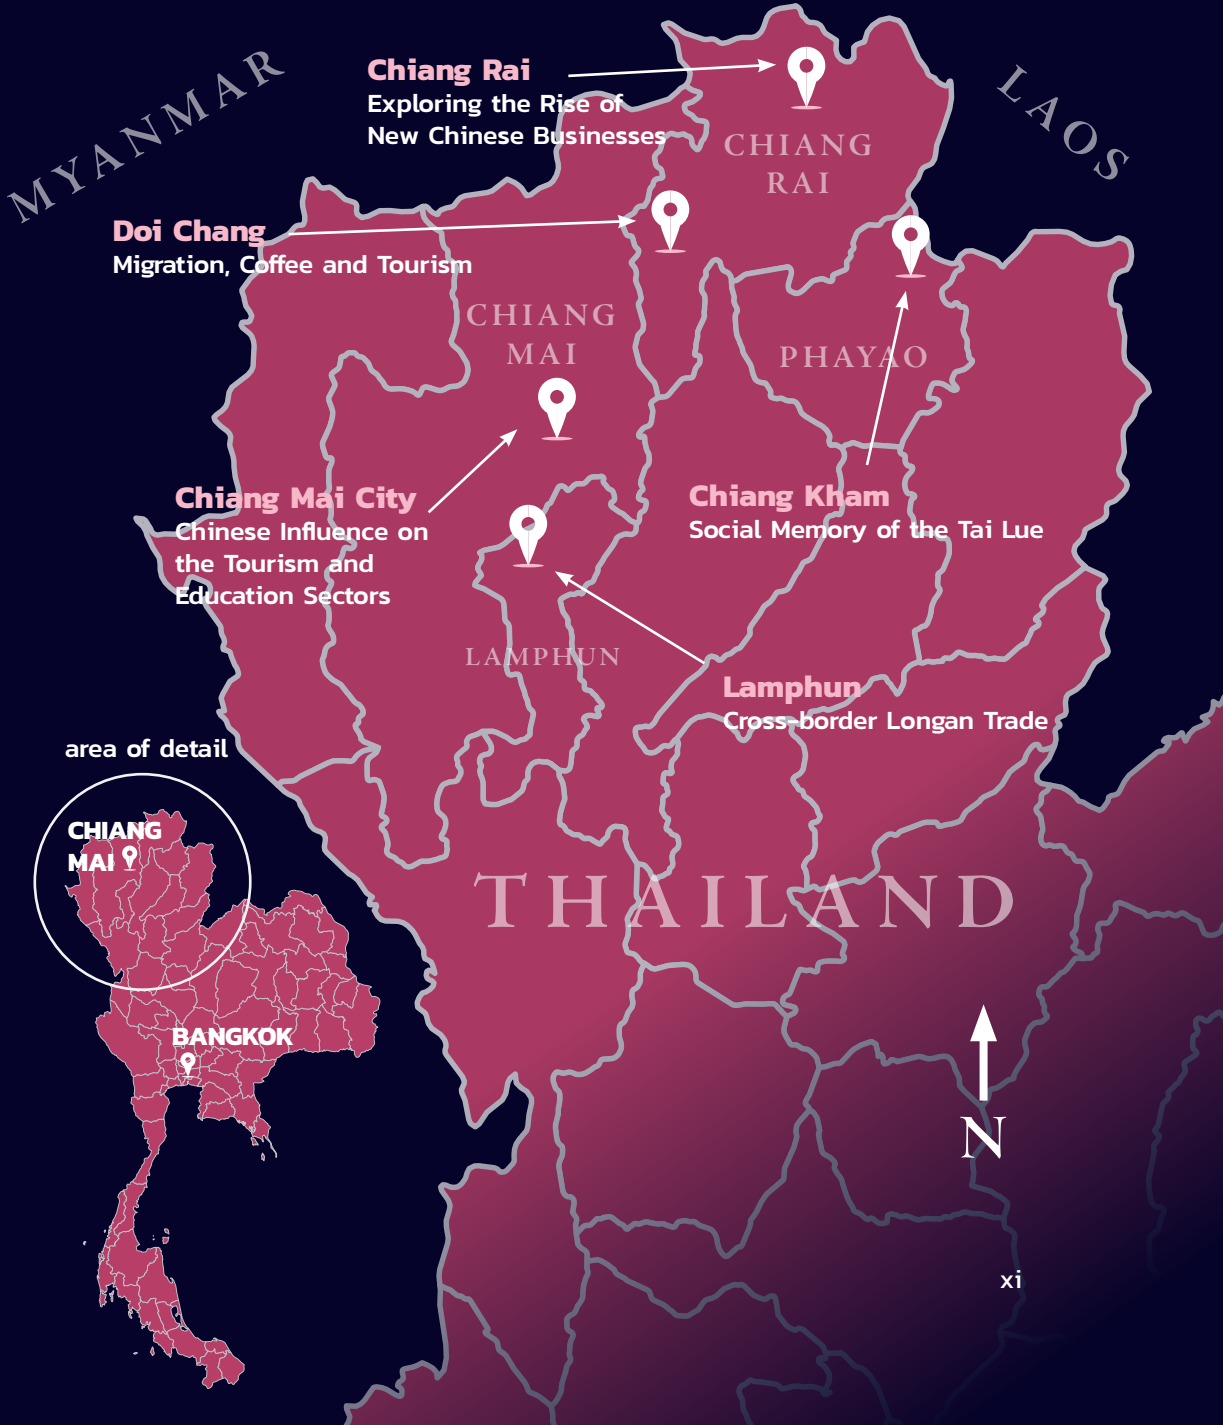 MYANMAR
LAOS
Chiang Rai
Exploring the Rise of
New Chinese Businesses
CHIANG
RAI
Doi Chang
Migration, Coffee and Tourism
CHIANG
MAI
PHAYAO
Chiang Mai City
Chinese Influence on
the Tourism and
Education Sectors
Chiang Kham
Social Memory of the Tai Lue
LAMPHUN
Lamphun
Cross-border Longan Trade
area of detail
CHIANG
MAI
THAILAND
BANGKOK
N
xi